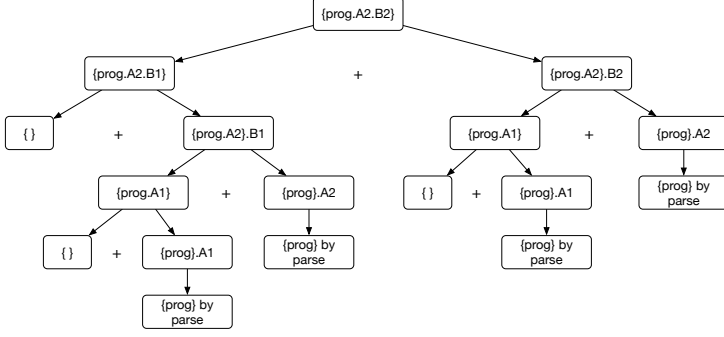 {prog.A2.B2}
{prog.A2.B1}
+
{prog.A2}.B2
{ }
+
{prog.A2}.B1
{prog.A1}
+
{prog}.A2
{prog.A1}
+
{prog}.A2
{ }
+
{prog}.A1
{prog} by
parse
{ }
+
{prog}.A1
{prog} by
parse
{prog} by
parse
{prog} by
parse